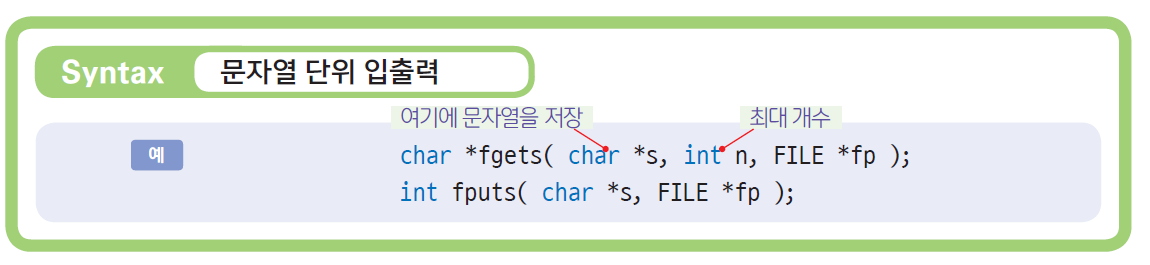 Syntax 문자열 단위 입출력
여기에 문자열을 저장 최대 개수
예 char *fgets( char *s, int n, FILE *fp );
int fputs( char *s, FILE *fp );